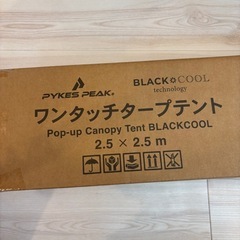 PYKES PEAK®
BLACK COOL
technology
ワンタッチタープテント
Pop-up Canopy Tent BLACKCOOL
2.5 × 2.5 m